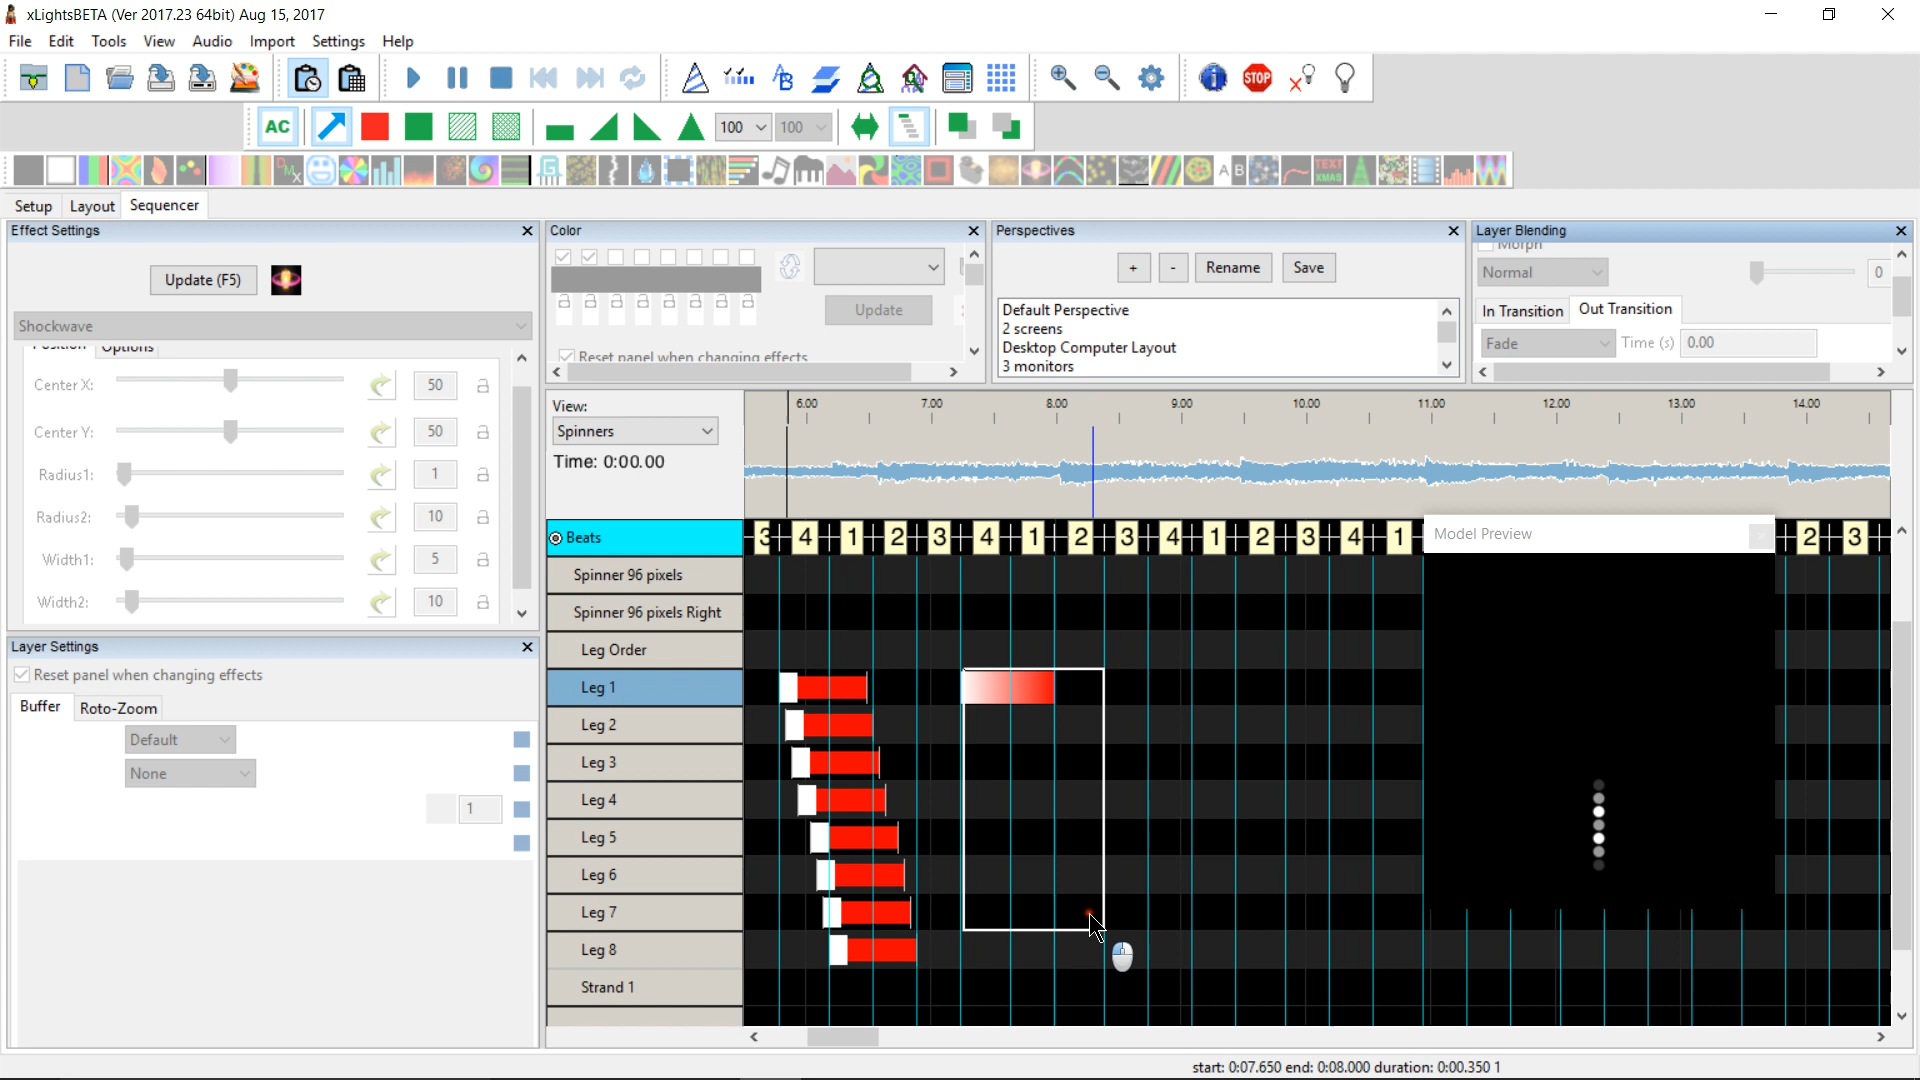 xLightsBETA (Ver 2017.23 64bit) Aug 15, 2017
File Edit Tools View Audio Import Settings Help
AC 100 100
STOP
DMX
A B TEXT XMAS
Setup Layout Sequencer
Effect Settings
Update (F5)
Shockwave
Position Options
Center X: 50
Center Y: 50
Radius1: 1
Radius2: 10
Width1: 5
Width2: 10
Layer Settings
Reset panel when changing effects
Buffer Roto-Zoom
Default
None
1
Color
Update
Reset panel when changing effects
Perspectives
+ - Rename Save
Default Perspective
2 screens
Desktop Computer Layout
3 monitors
Layer Blending
Morph
Normal 0
In Transition Out Transition
Fade Time (s) 0.00
View:
Spinners
Time: 0:00.00
6.00 7.00 8.00 9.00 10.00 11.00 12.00 13.00 14.00
Beats 3 4 1 2 3 4 1 2 3 4 1 2 3 4 1 2 3
Model Preview
Spinner 96 pixels
Spinner 96 pixels Right
Leg Order
Leg 1
Leg 2
Leg 3
Leg 4
Leg 5
Leg 6
Leg 7
Leg 8
Strand 1
start: 0:07.650 end: 0:08.000 duration: 0:00.350 1